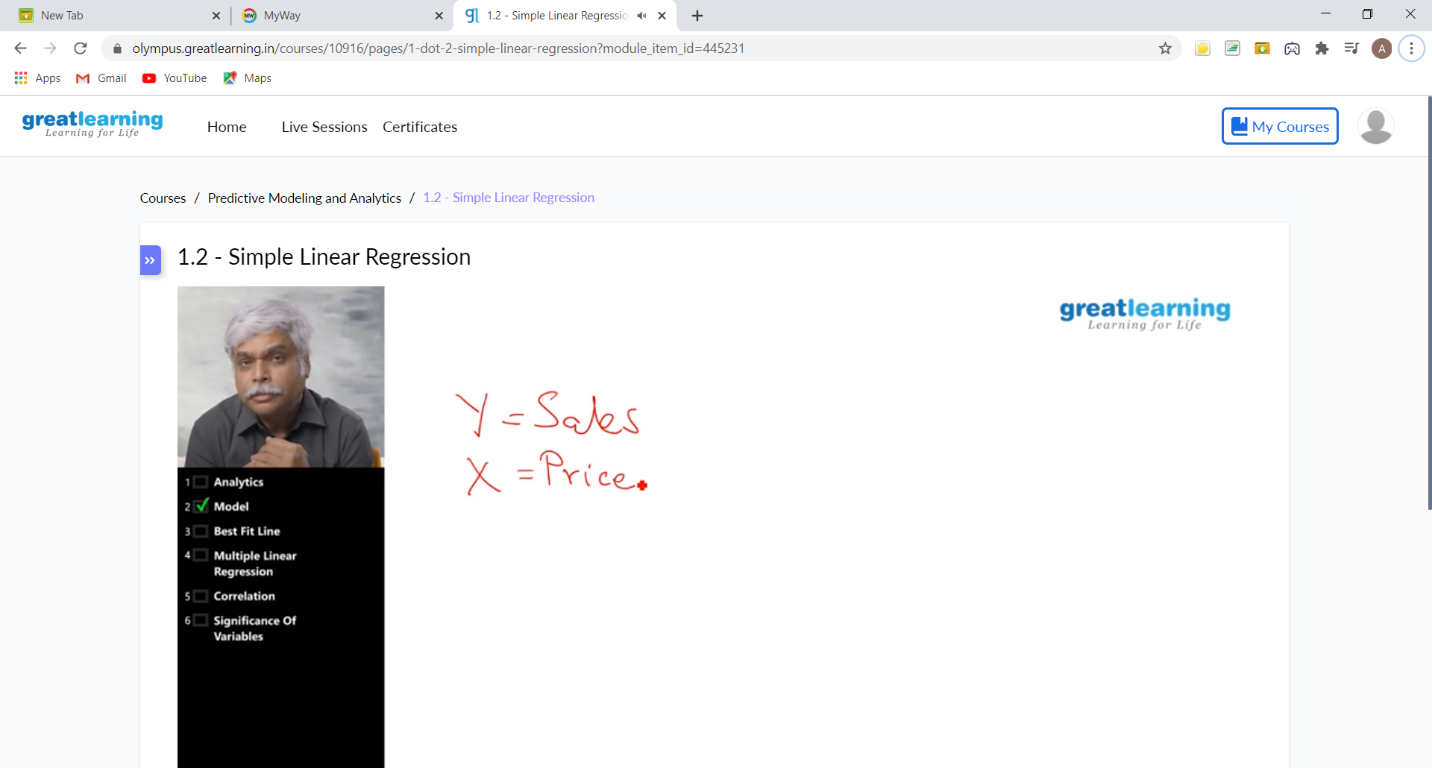 New Tab
MyWay
1.2 - Simple Linear Regressio
olympus.greatlearning.in/courses/10916/pages/1-dot-2-simple-linear-regression?module_item_id=445231
A
Apps Gmail YouTube Maps
greatlearning
Learning for Life
Home Live Sessions Certificates
My Courses
Courses / Predictive Modeling and Analytics / 1.2 - Simple Linear Regression
»
1.2 - Simple Linear Regression
greatlearning
Learning for Life
Y = Sales
X = Price
1 Analytics
2 Model
3 Best Fit Line
4 Multiple Linear
Regression
5 Correlation
6 Significance Of
Variables